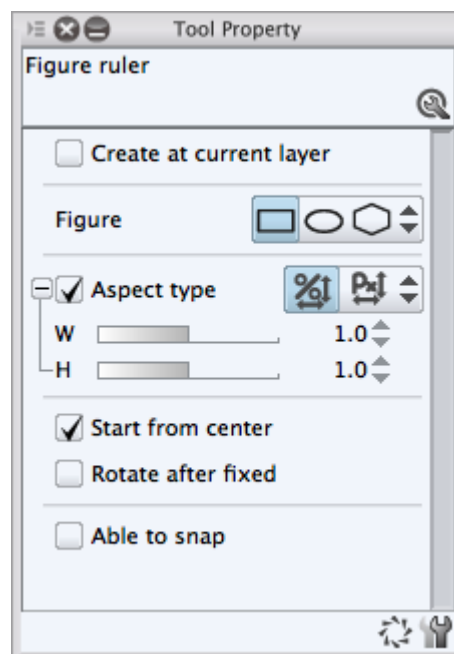 Tool Property
Figure ruler
Create at current layer
Figure
Aspect type
W 1.0
H 1.0
Start from center
Rotate after fixed
Able to snap